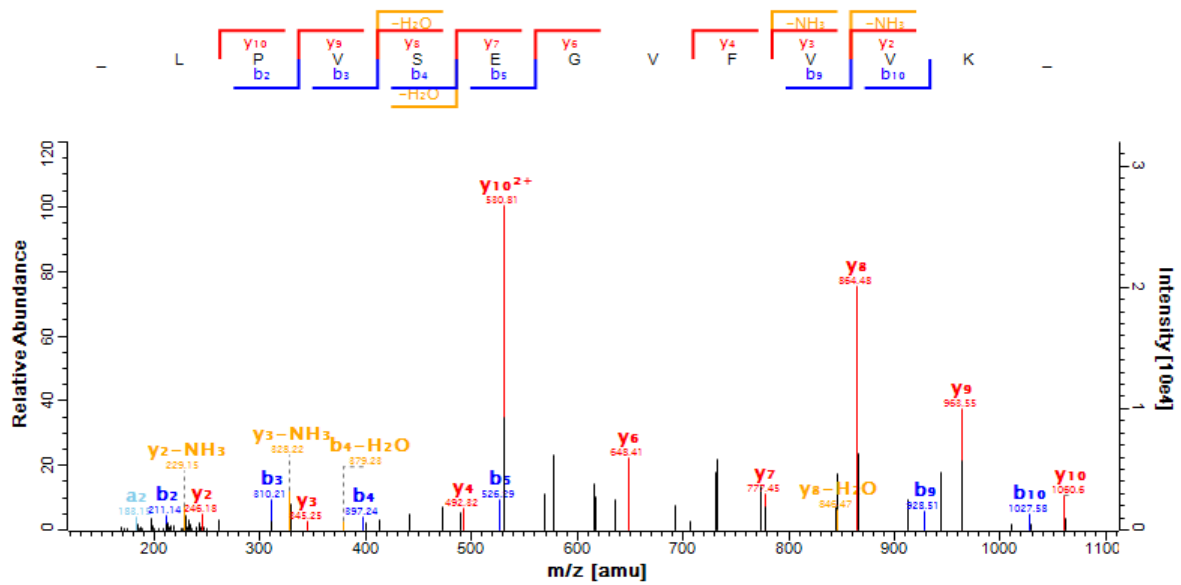 −H₂O −NH₃ −NH₃
y₁₀ y₉ y₈ y₇ y₆ y₄ y₃ y₂
_ L P V S E G V F V V K _
b₂ b₃ b₄ b₅ b₉ b₁₀
−H₂O
120
100
80
60
40
20
0
Relative Abundance
3
2
1
0
Intensity [10e4]
y₁₀²⁺
530.81
y₈
864.48
y₉
963.55
y₆
648.41
y₂−NH₃
229.15
y₃−NH₃
328.22
b₄−H₂O
379.23
a₂
183.15
b₂
211.14
y₂
246.18
b₃
310.21
y₃
345.25
b₄
397.24
y₄
492.32
b₅
526.29
y₇
777.45
y₈−H₂O
846.47
b₉
928.51
b₁₀
1027.58
y₁₀
1060.6
200 300 400 500 600 700 800 900 1000 1100
m/z [amu]